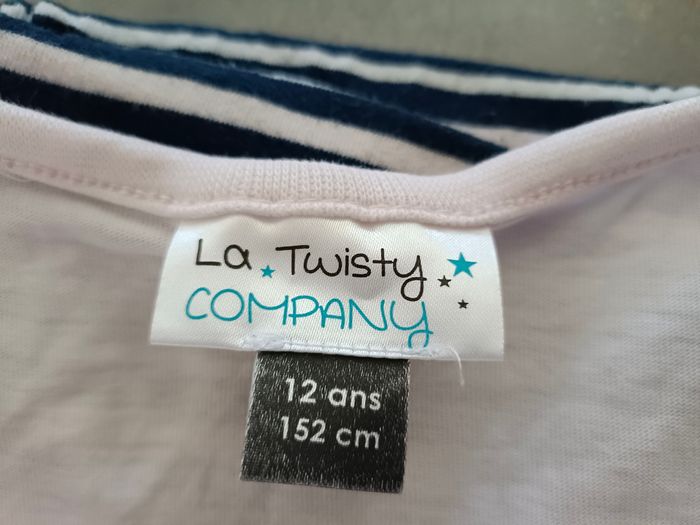 La Twisty
COMPANY
12 ans
152 cm